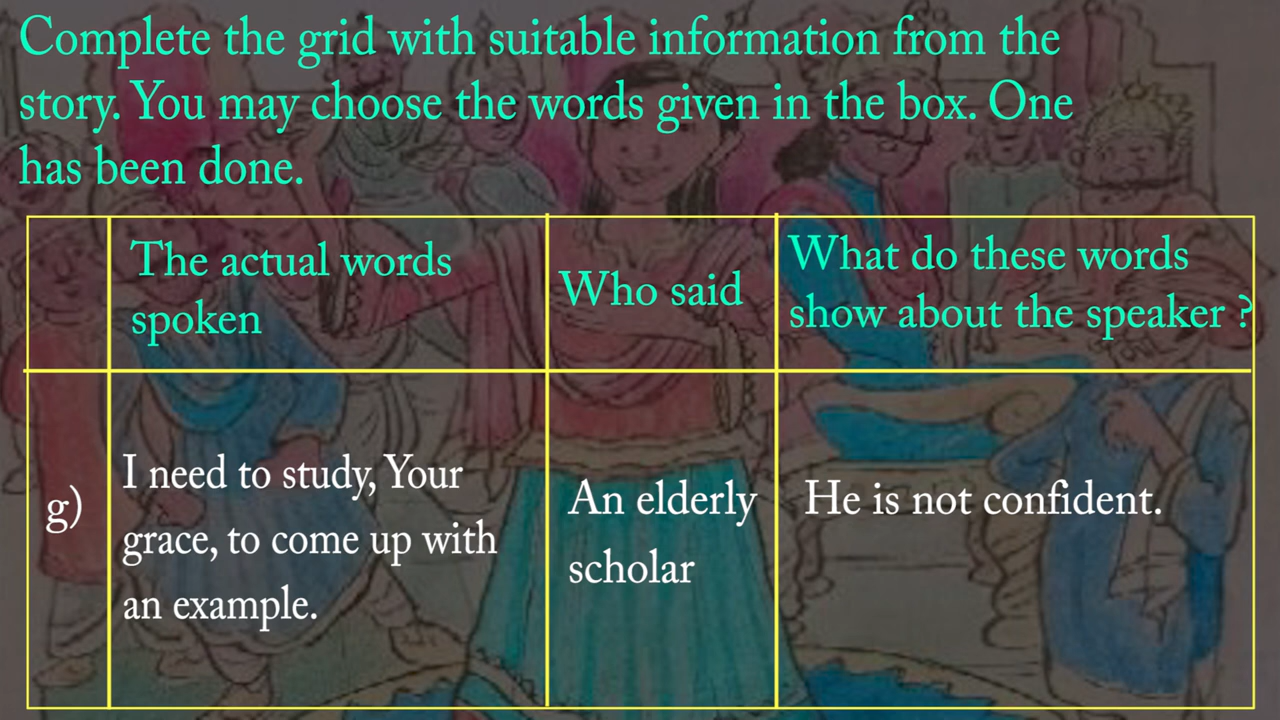 Complete the grid with suitable information from the
story. You may choose the words given in the box. One
has been done.
The actual words
spoken
Who said
What do these words
show about the speaker ?
g)
I need to study, Your
grace, to come up with
an example.
An elderly
scholar
He is not confident.